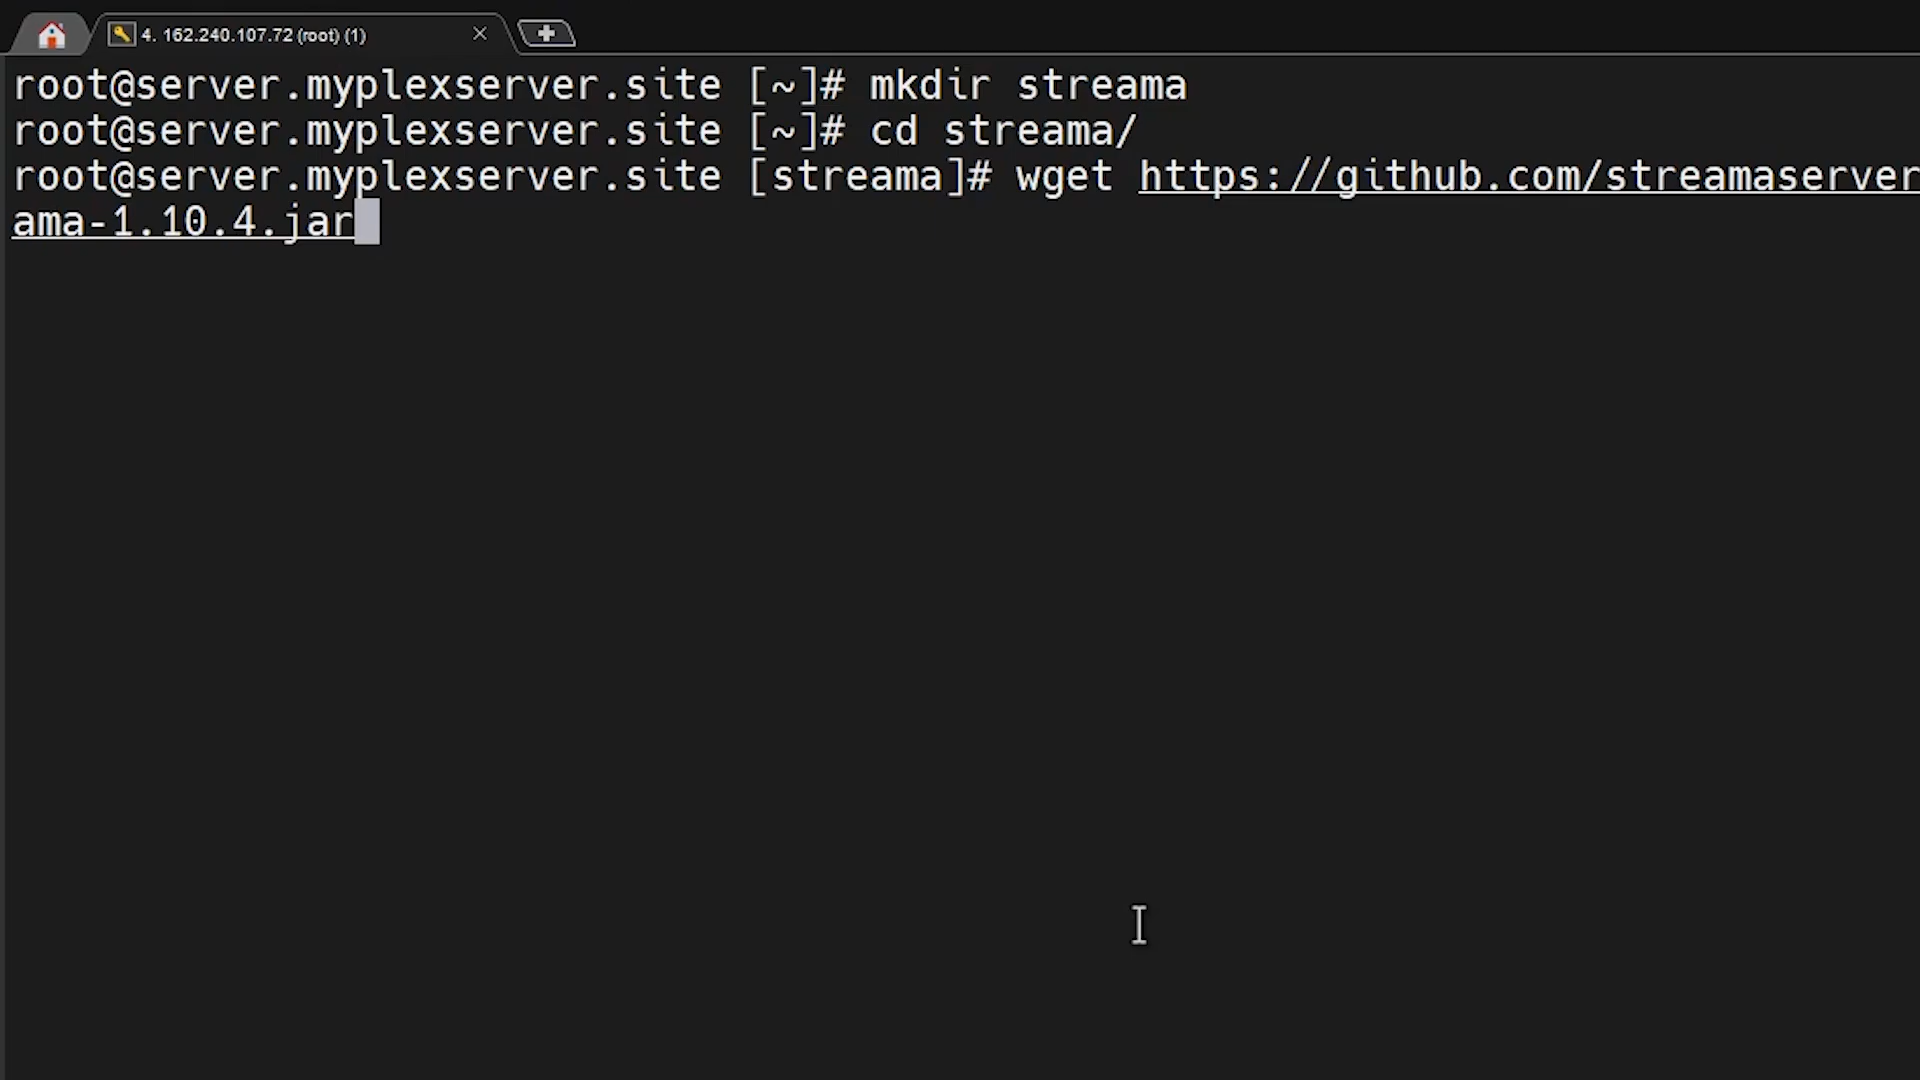 4. 162.240.107.72 (root) (1)
root@server.myplexserver.site [~]# mkdir streama
root@server.myplexserver.site [~]# cd streama/
root@server.myplexserver.site [streama]# wget https://github.com/streamaserver
ama-1.10.4.jar